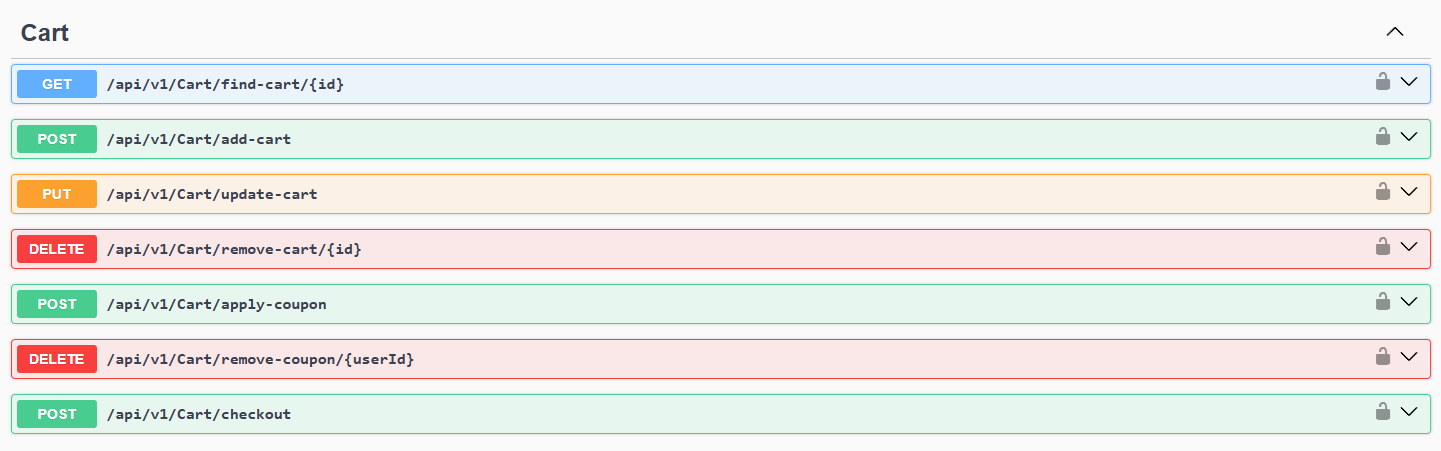 Cart
GET /api/v1/Cart/find-cart/{id}
POST /api/v1/Cart/add-cart
PUT /api/v1/Cart/update-cart
DELETE /api/v1/Cart/remove-cart/{id}
POST /api/v1/Cart/apply-coupon
DELETE /api/v1/Cart/remove-coupon/{userId}
POST /api/v1/Cart/checkout